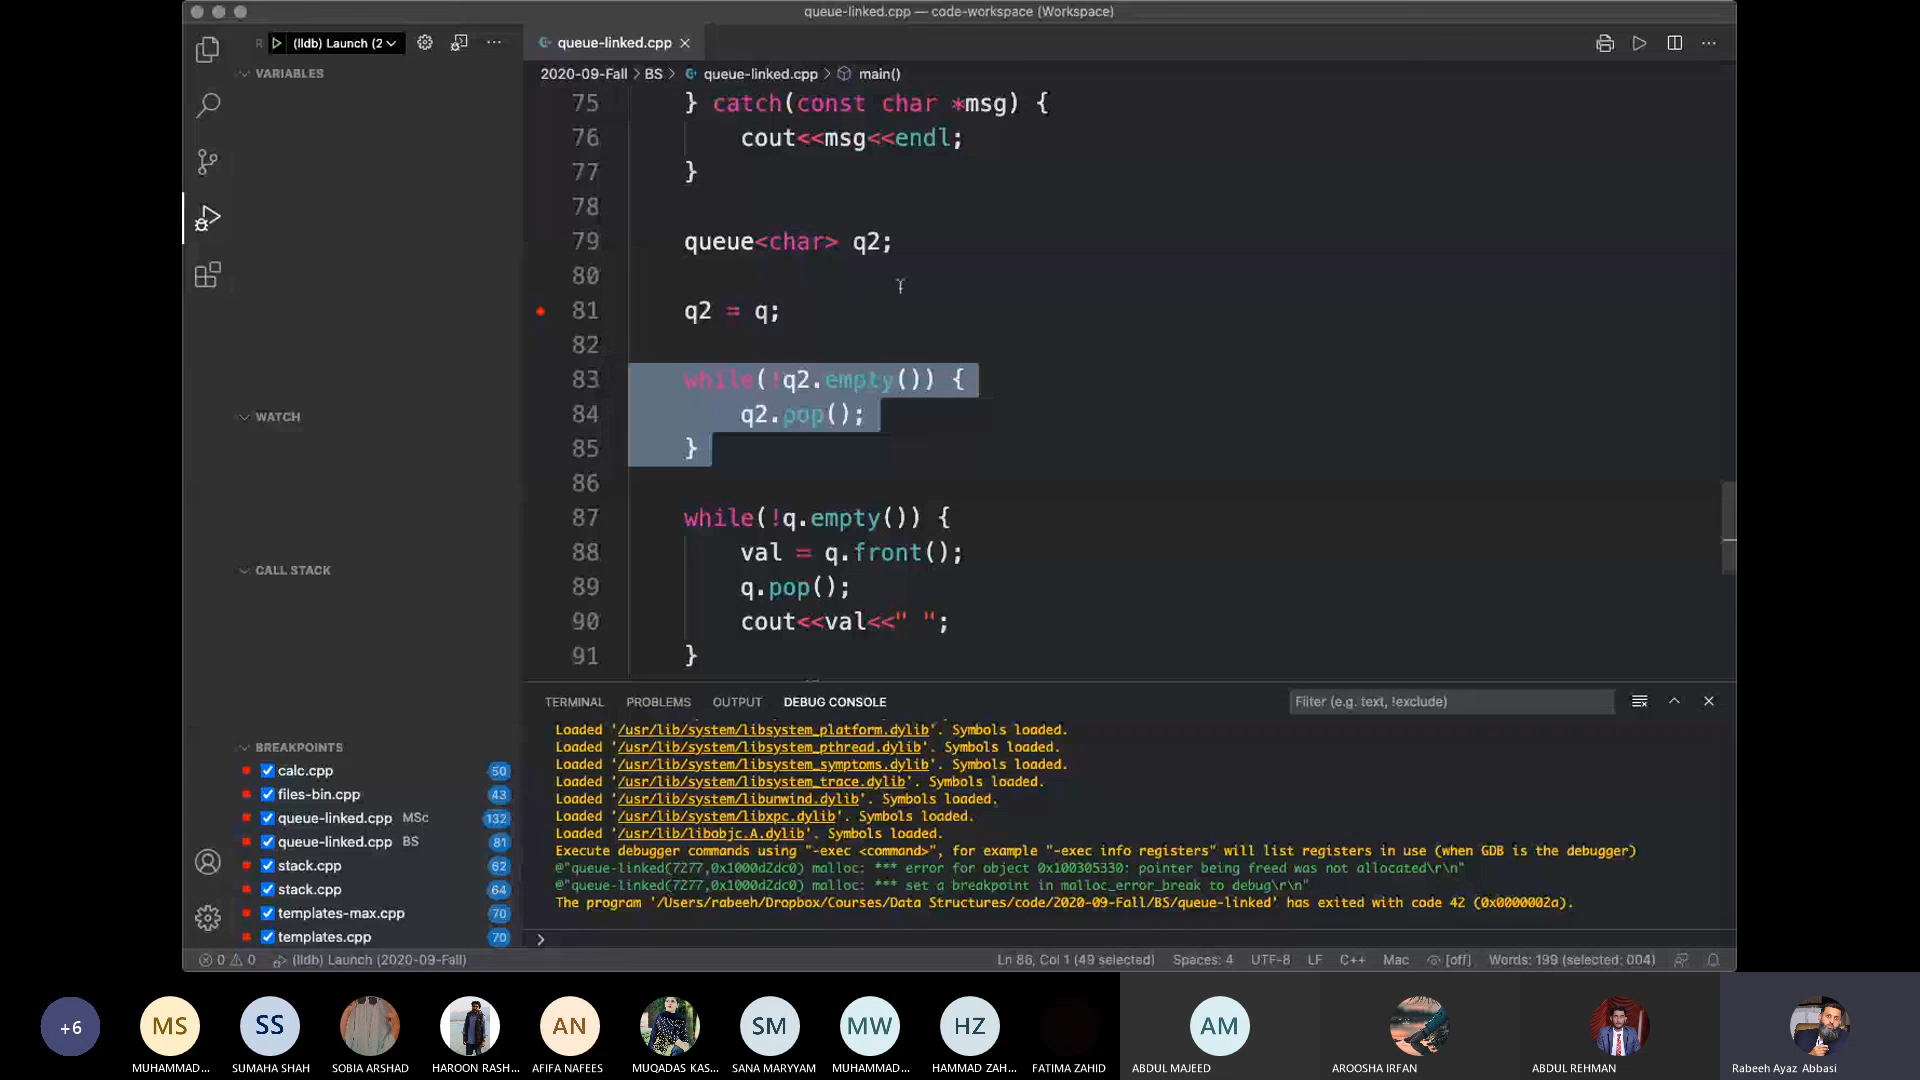 queue-linked.cpp — code-workspace (Workspace)
R (lldb) Launch (2
queue-linked.cpp
VARIABLES
2020-09-Fall > BS > queue-linked.cpp > main()
75 } catch(const char *msg) {
76 cout<<msg<<endl;
77 }
78
79 queue<char> q2;
80
81 q2 = q;
82
83 while(!q2.empty()) {
84 q2.pop();
85 }
86
87 while(!q.empty()) {
88 val = q.front();
89 q.pop();
90 cout<<val<<" ";
91 }
WATCH
CALL STACK
BREAKPOINTS
calc.cpp 50
files-bin.cpp 43
queue-linked.cpp MSc 132
queue-linked.cpp BS 81
stack.cpp 62
stack.cpp 64
templates-max.cpp 70
templates.cpp 70
TERMINAL PROBLEMS OUTPUT DEBUG CONSOLE Filter (e.g. text, !exclude)
Loaded '/usr/lib/system/libsystem_platform.dylib'. Symbols loaded.
Loaded '/usr/lib/system/libsystem_pthread.dylib'. Symbols loaded.
Loaded '/usr/lib/system/libsystem_symptoms.dylib'. Symbols loaded.
Loaded '/usr/lib/system/libsystem_trace.dylib'. Symbols loaded.
Loaded '/usr/lib/system/libunwind.dylib'. Symbols loaded.
Loaded '/usr/lib/system/libxpc.dylib'. Symbols loaded.
Loaded '/usr/lib/libobjc.A.dylib'. Symbols loaded.
Execute debugger commands using "-exec <command>", for example "-exec info registers" will list registers in use (when GDB is the debugger)
@"queue-linked(7277,0x1000d2dc0) malloc: *** error for object 0x100305330: pointer being freed was not allocated\r\n"
@"queue-linked(7277,0x1000d2dc0) malloc: *** set a breakpoint in malloc_error_break to debug\r\n"
The program '/Users/rabeeh/Dropbox/Courses/Data Structures/code/2020-09-Fall/BS/queue-linked' has exited with code 42 (0x0000002a).
>
0 0 (lldb) Launch (2020-09-Fall) Ln 86, Col 1 (49 selected) Spaces: 4 UTF-8 LF C++ Mac [off] Words: 199 (selected: 004)
+6 MS SS AN SM MW HZ AM
MUHAMMAD... SUMAHA SHAH SOBIA ARSHAD HAROON RASH... AFIFA NAFEES MUQADAS KAS... SANA MARYYAM MUHAMMAD... HAMMAD ZAH... FATIMA ZAHID ABDUL MAJEED AROOSHA IRFAN ABDUL REHMAN Rabeeh Ayaz Abbasi